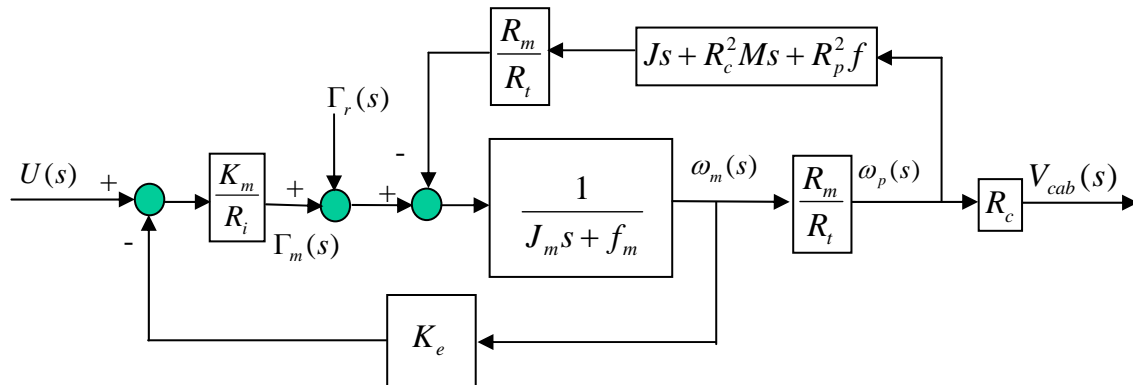 R_m / R_t
Js + R_c^2 Ms + R_p^2 f
Γ_r(s)
-
U(s)
+
K_m / R_i
+
Γ_m(s)
+
1 / (J_m s + f_m)
ω_m(s)
R_m / R_t
ω_p(s)
R_c
V_cab(s)
-
K_e